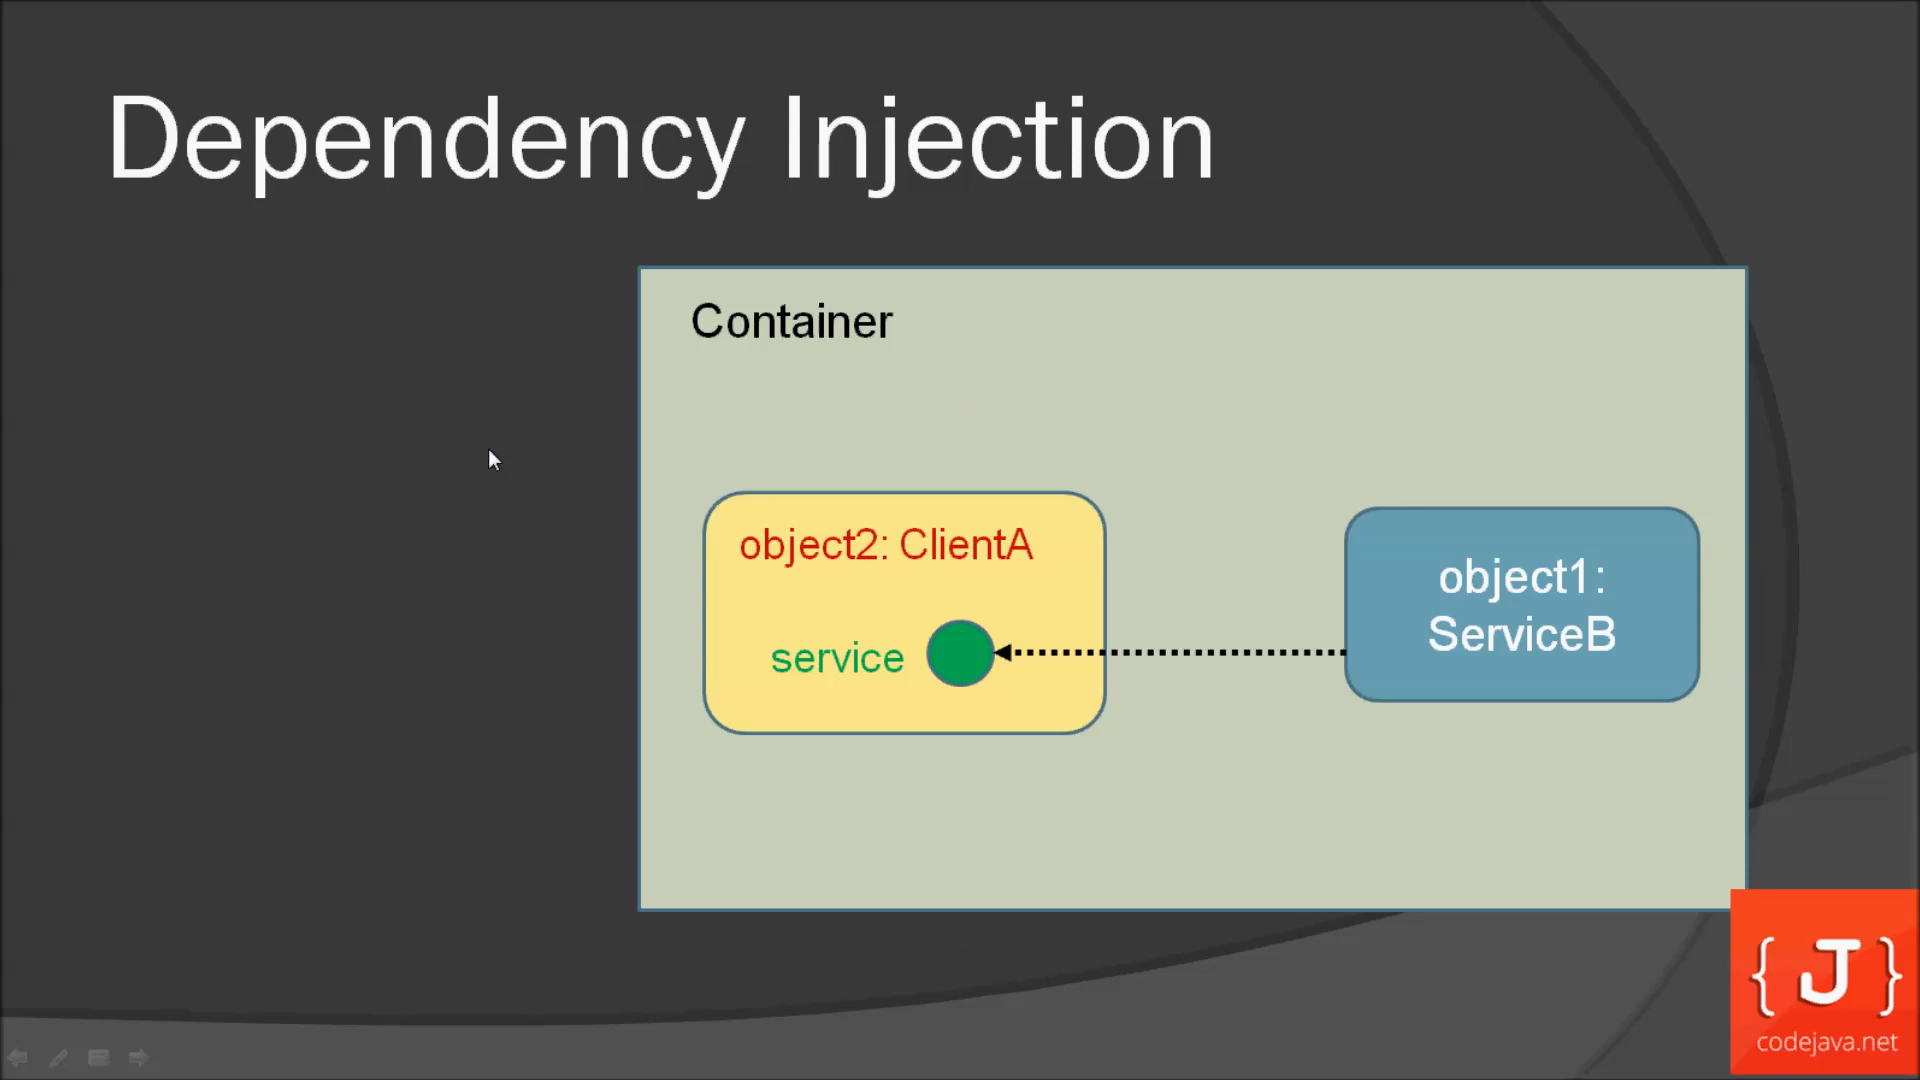 Dependency Injection
Container
object2: ClientA
service
object1:
ServiceB
{ J }
codejava.net